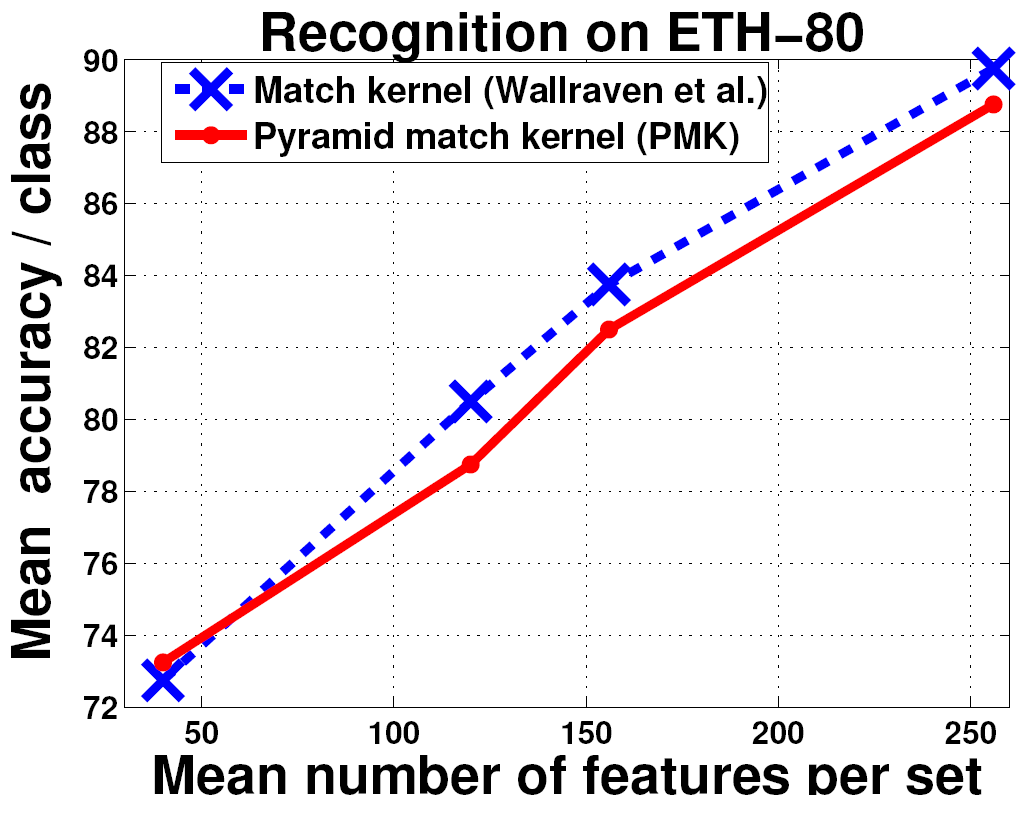 Recognition on ETH−80
Match kernel (Wallraven et al.)
Pyramid match kernel (PMK)
Mean accuracy / class
90
88
86
84
82
80
78
76
74
72
50 100 150 200 250
Mean number of features per set